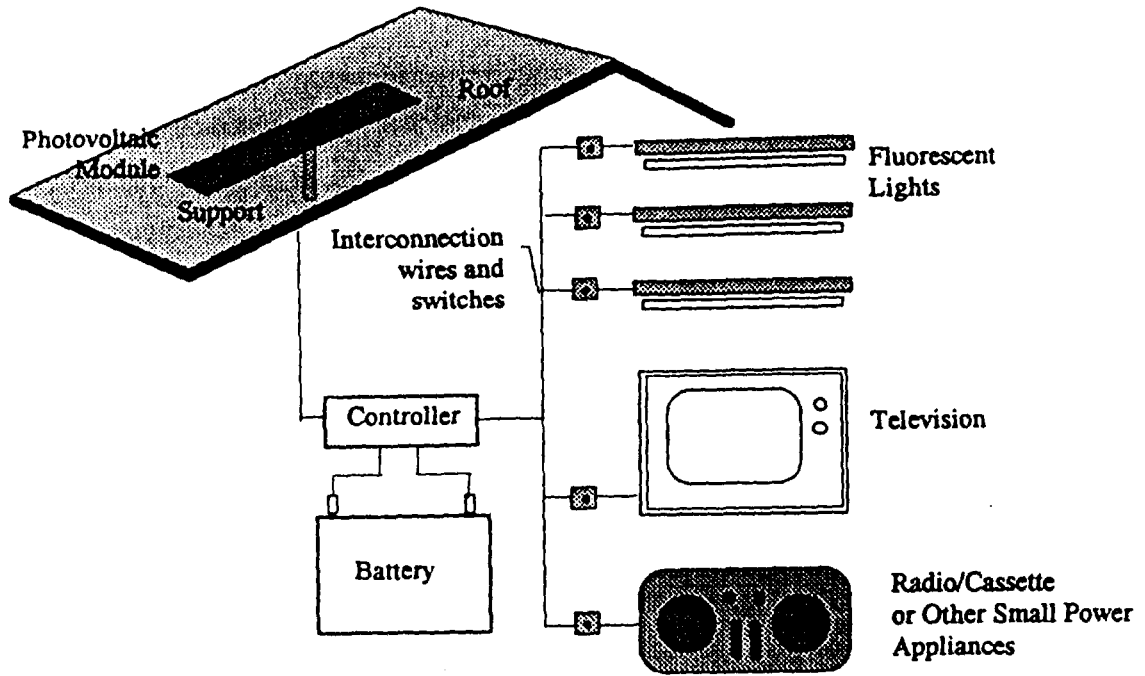 Roof
Photovoltaic
Module
Support
Fluorescent
Lights
Interconnection
wires and
switches
Controller
Television
Battery
Radio/Cassette
or Other Small Power
Appliances